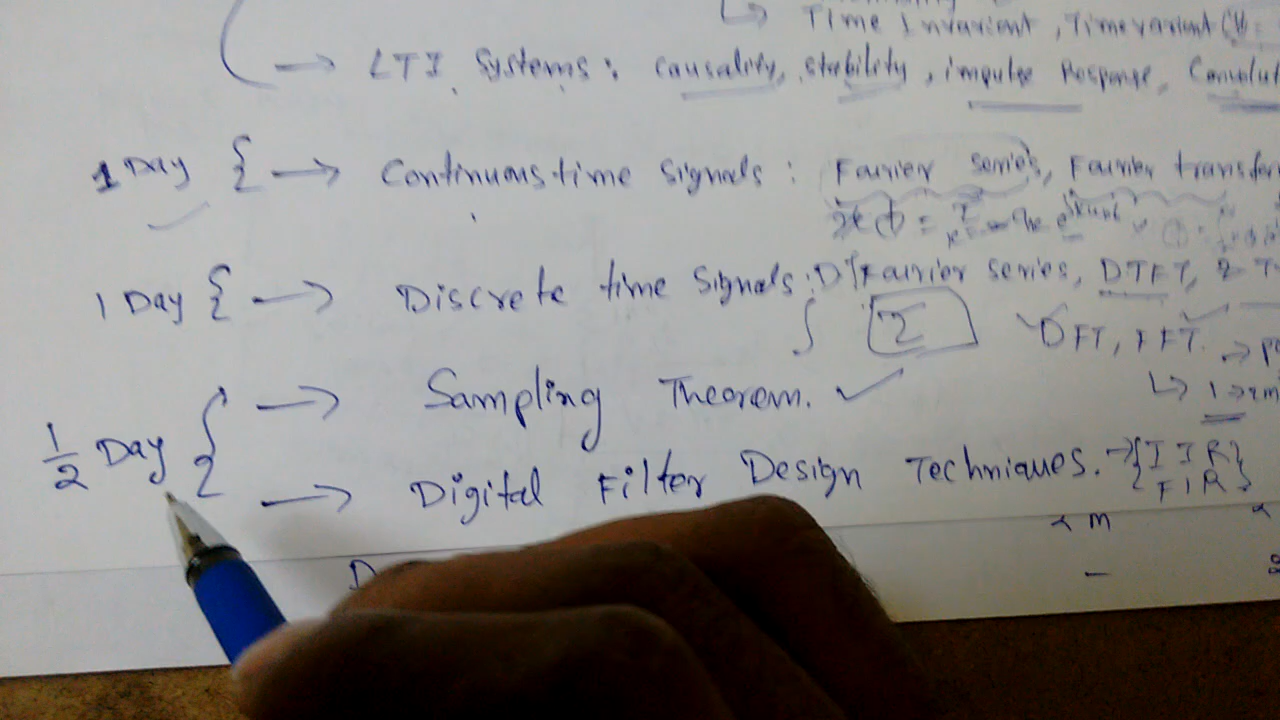 ↳ Time Invariant, Time variant
→ LTI Systems: Causality, stability, impulse Response, Convolut
1 Day { → Continuous time signals: Fourier series, Fourier transfor
1 Day { → Discrete time Signals: DT Fourier series, DTFT, Z T
∫ Σ DFT, FFT.
1/2 Day { → Sampling Theorem. ✓
→ Digital Filter Design Techniques. → {IIR}
{FIR}